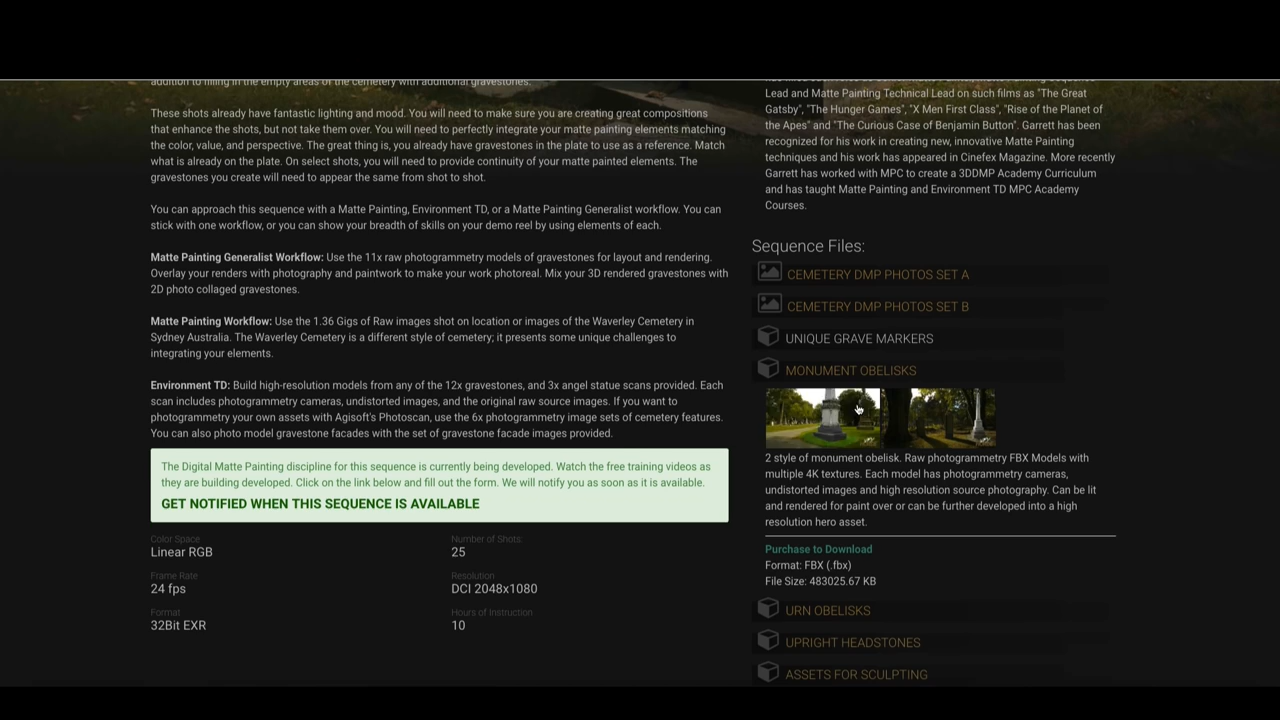 addition to filling in the empty areas of the cemetery with additional gravestones.
These shots already have fantastic lighting and mood. You will need to make sure you are creating great compositions
that enhance the shots, but not take them over. You will need to perfectly integrate your matte painting elements matching
the color, value, and perspective. The great thing is, you already have gravestones in the plate to use as a reference. Match
what is already on the plate. On select shots, you will need to provide continuity of your matte painted elements. The
gravestones you create will need to appear the same from shot to shot.
You can approach this sequence with a Matte Painting, Environment TD, or a Matte Painting Generalist workflow. You can
stick with one workflow, or you can show your breadth of skills on your demo reel by using elements of each.
Matte Painting Generalist Workflow: Use the 11x raw photogrammetry models of gravestones for layout and rendering.
Overlay your renders with photography and paintwork to make your work photoreal. Mix your 3D rendered gravestones with
2D photo collaged gravestones.
Matte Painting Workflow: Use the 1.36 Gigs of Raw images shot on location or images of the Waverley Cemetery in
Sydney Australia. The Waverley Cemetery is a different style of cemetery; it presents some unique challenges to
integrating your elements.
Environment TD: Build high-resolution models from any of the 12x gravestones, and 3x angel statue scans provided. Each
scan includes photogrammetry cameras, undistorted images, and the original raw source images. If you want to
photogrammetry your own assets with Agisoft's Photoscan, use the 6x photogrammetry image sets of cemetery features.
You can also photo model gravestone facades with the set of gravestone facade images provided.
The Digital Matte Painting discipline for this sequence is currently being developed. Watch the free training videos as
they are building developed. Click on the link below and fill out the form. We will notify you as soon as it is available.
GET NOTIFIED WHEN THIS SEQUENCE IS AVAILABLE
Color Space
Linear RGB
Number of Shots:
25
Frame Rate
24 fps
Resolution
DCI 2048x1080
Format
32Bit EXR
Hours of Instruction
10
Lead and Matte Painting Technical Lead on such films as "The Great
Gatsby", "The Hunger Games", "X Men First Class", "Rise of the Planet of
the Apes" and "The Curious Case of Benjamin Button". Garrett has been
recognized for his work in creating new, innovative Matte Painting
techniques and his work has appeared in Cinefex Magazine. More recently
Garrett has worked with MPC to create a 3DDMP Academy Curriculum
and has taught Matte Painting and Environment TD MPC Academy
Courses.
Sequence Files:
CEMETERY DMP PHOTOS SET A
CEMETERY DMP PHOTOS SET B
UNIQUE GRAVE MARKERS
MONUMENT OBELISKS
2 style of monument obelisk. Raw photogrammetry FBX Models with
multiple 4K textures. Each model has photogrammetry cameras,
undistorted images and high resolution source photography. Can be lit
and rendered for paint over or can be further developed into a high
resolution hero asset.
Purchase to Download
Format: FBX (.fbx)
File Size: 483025.67 KB
URN OBELISKS
UPRIGHT HEADSTONES
ASSETS FOR SCULPTING